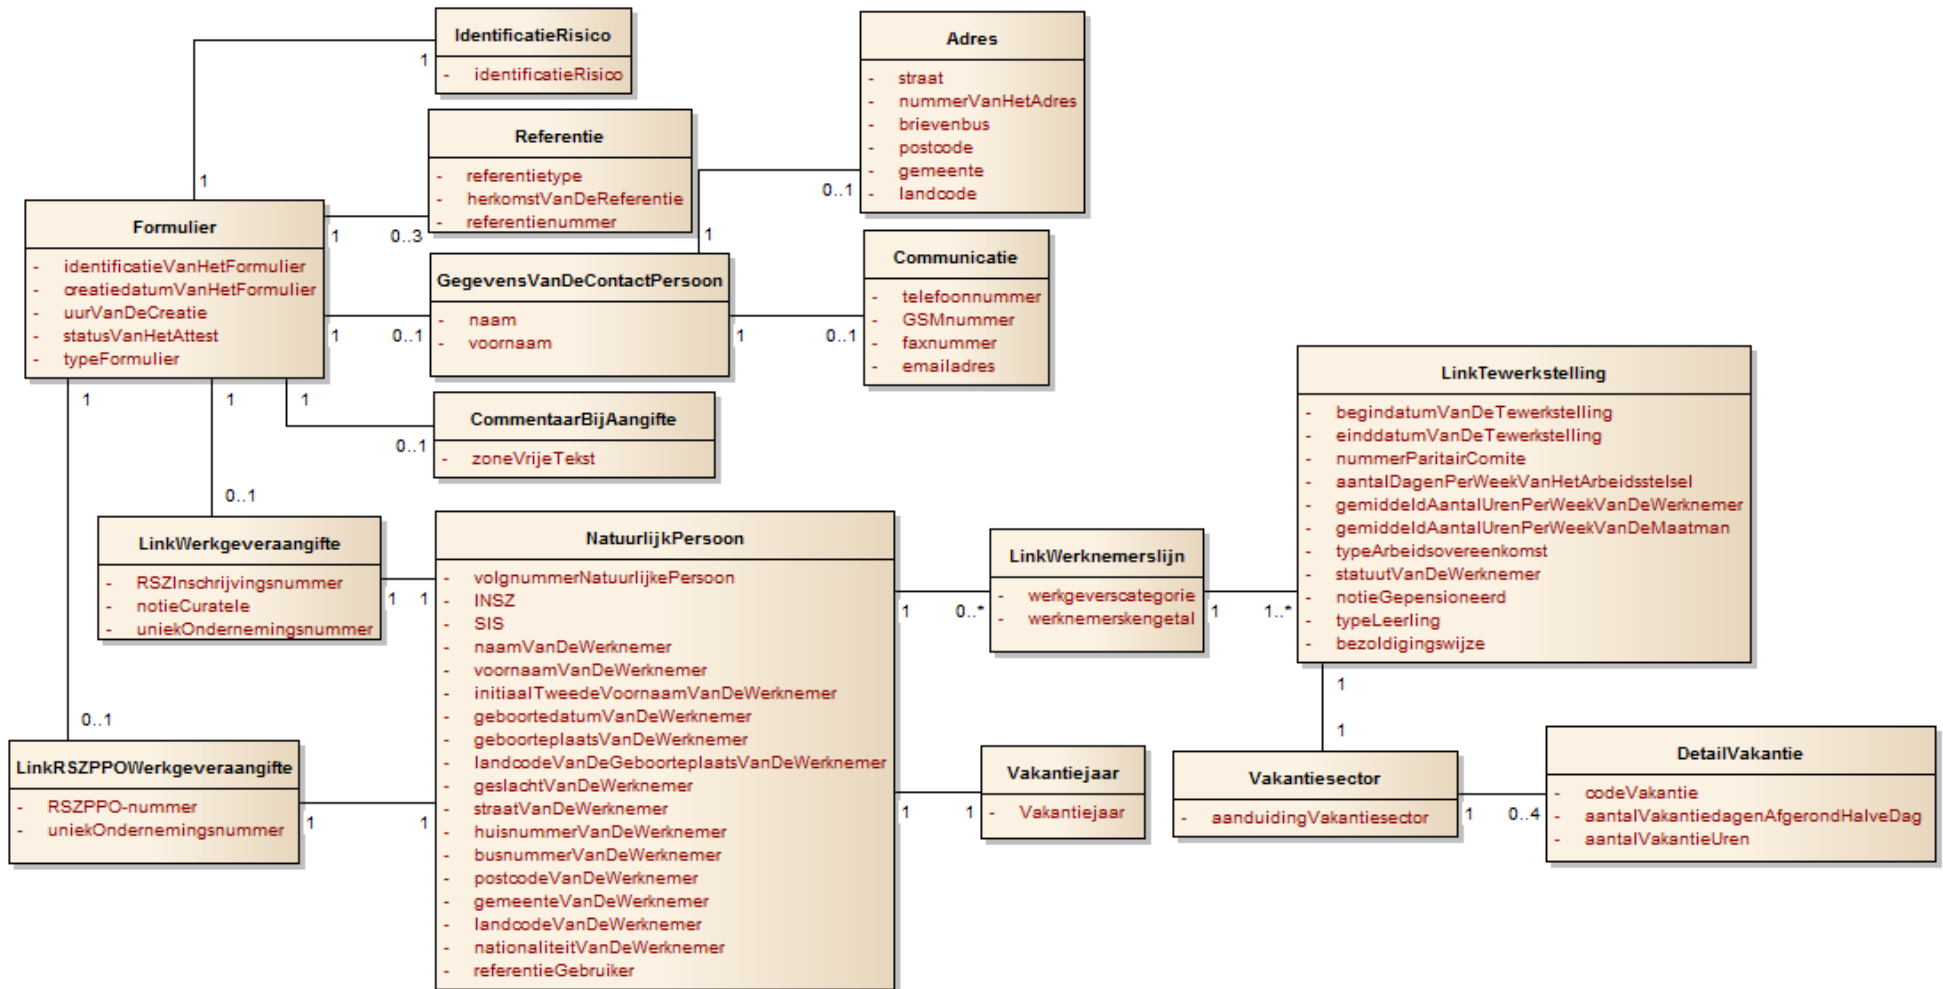 IdentificatieRisico
- identificatieRisico
1
1
Referentie
- referentietype
- herkomstVanDeReferentie
- referentienummer
1
0..3
Adres
- straat
- nummerVanHetAdres
- brievenbus
- postcode
- gemeente
- landcode
0..1
1
Formulier
- identificatieVanHetFormulier
- creatiedatumVanHetFormulier
- uurVanDeCreatie
- statusVanHetAttest
- typeFormulier
GegevensVanDeContactPersoon
- naam
- voornaam
1
0..1
1
0..1
Communicatie
- telefoonnummer
- GSMnummer
- faxnummer
- emailadres
1
1
1
CommentaarBijAangifte
- zoneVrijeTekst
0..1
0..1
LinkTewerkstelling
- begindatumVanDeTewerkstelling
- einddatumVanDeTewerkstelling
- nummerParitairComite
- aantalDagenPerWeekVanHetArbeidsstelsel
- gemiddeldAantalUrenPerWeekVanDeWerknemer
- gemiddeldAantalUrenPerWeekVanDeMaatman
- typeArbeidsovereenkomst
- statuutVanDeWerknemer
- notieGepensioneerd
- typeLeerling
- bezoldigingswijze
LinkWerkgeveraangifte
- RSZInschrijvingsnummer
- notieCuratele
- uniekOndernemingsnummer
1
1
NatuurlijkPersoon
- volgnummerNatuurlijkePersoon
- INSZ
- SIS
- naamVanDeWerknemer
- voornaamVanDeWerknemer
- initiaalTweedeVoornaamVanDeWerknemer
- geboortedatumVanDeWerknemer
- geboorteplaatsVanDeWerknemer
- landcodeVanDeGeboorteplaatsVanDeWerknemer
- geslachtVanDeWerknemer
- straatVanDeWerknemer
- huisnummerVanDeWerknemer
- busnummerVanDeWerknemer
- postcodeVanDeWerknemer
- gemeenteVanDeWerknemer
- landcodeVanDeWerknemer
- nationaliteitVanDeWerknemer
- referentieGebruiker
1
0..*
LinkWerknemerslijn
- werkgeverscategorie
- werknemerskengetal
1
1..*
0..1
LinkRSZPPOWerkgeveraangifte
- RSZPPO-nummer
- uniekOndernemingsnummer
1
1
1
1
Vakantiejaar
- Vakantiejaar
1
1
Vakantiesector
- aanduidingVakantiesector
1
0..4
DetailVakantie
- codeVakantie
- aantalVakantiedagenAfgerondHalveDag
- aantalVakantieUren